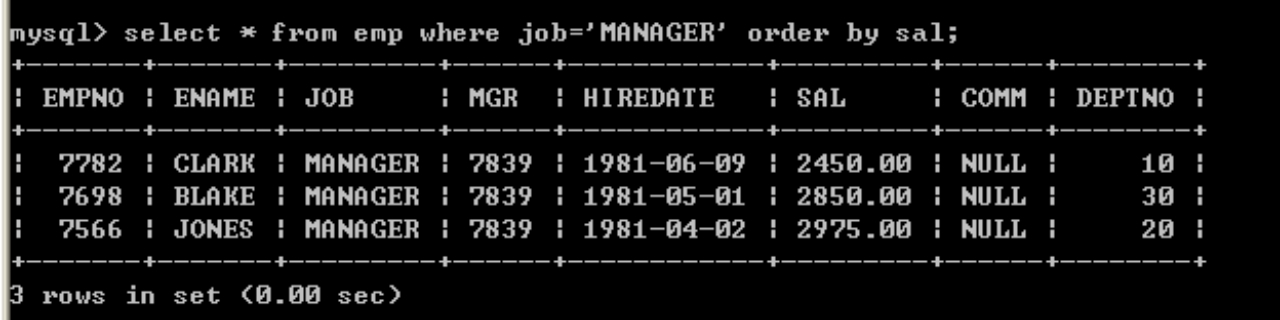 mysql> select * from emp where job='MANAGER' order by sal;
+-------+-------+---------+------+------------+---------+------+--------+
| EMPNO | ENAME | JOB     | MGR  | HIREDATE   | SAL     | COMM | DEPTNO |
+-------+-------+---------+------+------------+---------+------+--------+
|  7782 | CLARK | MANAGER | 7839 | 1981-06-09 | 2450.00 | NULL |     10 |
|  7698 | BLAKE | MANAGER | 7839 | 1981-05-01 | 2850.00 | NULL |     30 |
|  7566 | JONES | MANAGER | 7839 | 1981-04-02 | 2975.00 | NULL |     20 |
+-------+-------+---------+------+------------+---------+------+--------+
3 rows in set (0.00 sec)